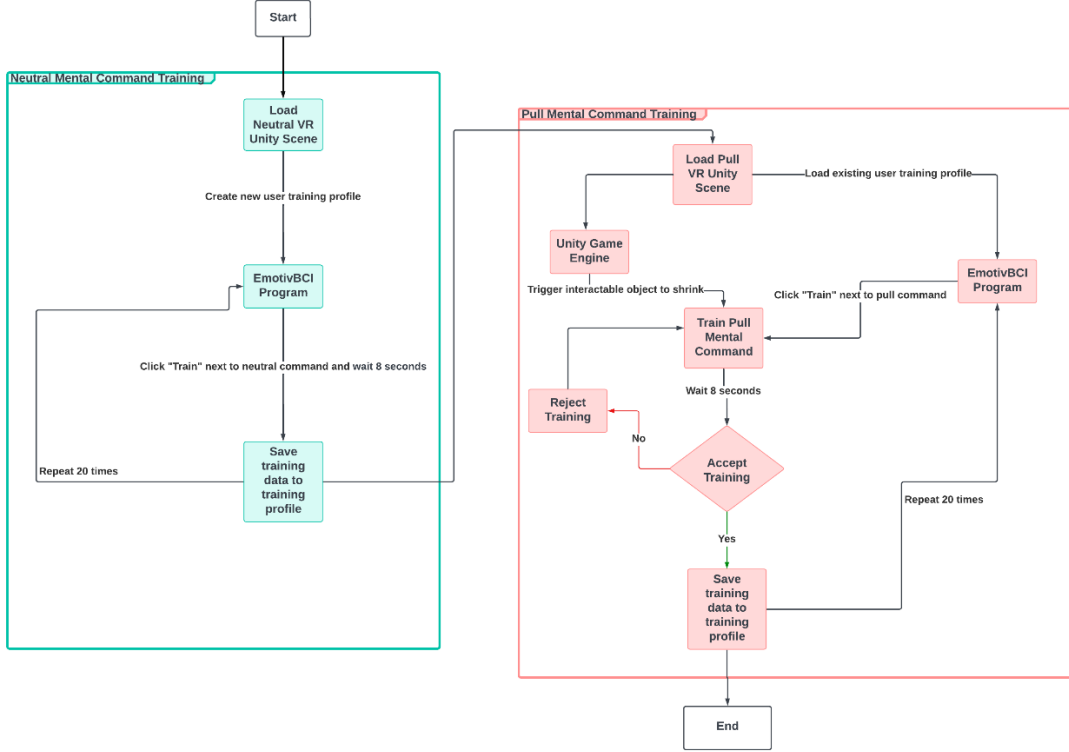 Start
Neutral Mental Command Training
Load
Neutral VR
Unity Scene
Create new user training profile
EmotivBCI
Program
Click "Train" next to neutral command and wait 8 seconds
Save
training
data to
training
profile
Repeat 20 times
Pull Mental Command Training
Load Pull
VR Unity
Scene
Load existing user training profile
Unity Game
Engine
EmotivBCI
Program
Trigger interactable object to shrink
Click "Train" next to pull command
Train Pull
Mental
Command
Wait 8 seconds
Reject
Training
No
Accept
Training
Repeat 20 times
Yes
Save
training
data to
training
profile
End